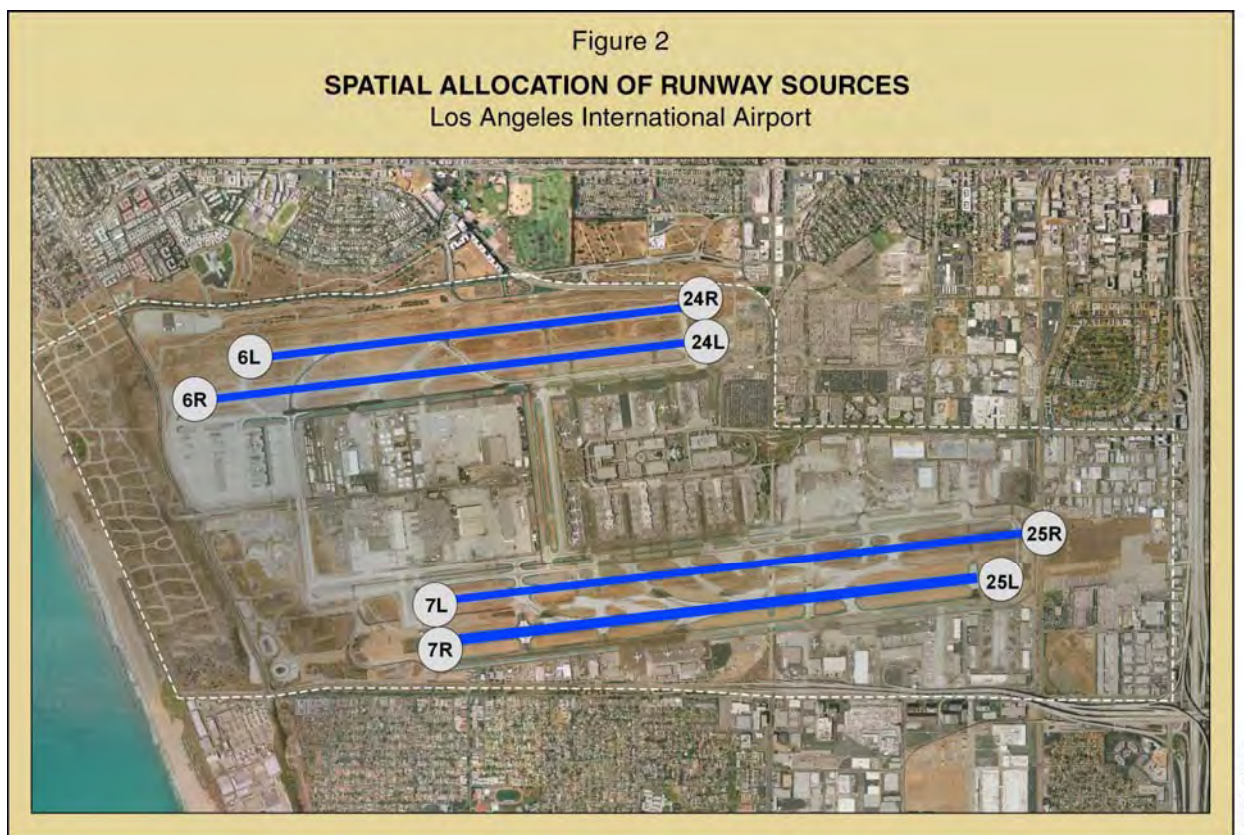 Figure 2
SPATIAL ALLOCATION OF RUNWAY SOURCES
Los Angeles International Airport
24R
6L
24L
6R
25R
25L
7L
7R